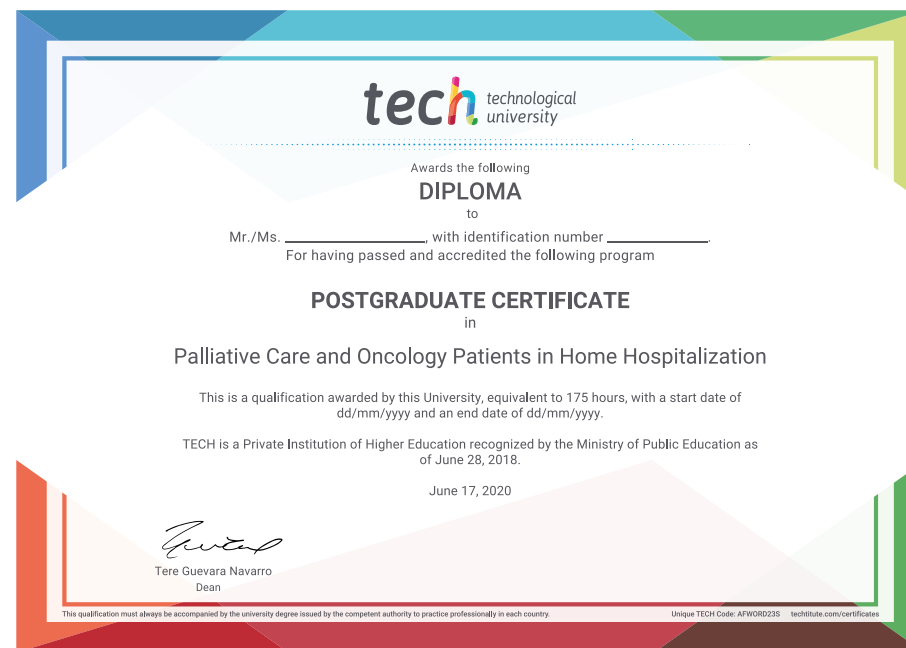 tech technological
university
Awards the following
DIPLOMA
to
Mr./Ms. ____________________, with identification number ______________.
For having passed and accredited the following program
POSTGRADUATE CERTIFICATE
in
Palliative Care and Oncology Patients in Home Hospitalization
This is a qualification awarded by this University, equivalent to 175 hours, with a start date of
dd/mm/yyyy and an end date of dd/mm/yyyy.
TECH is a Private Institution of Higher Education recognized by the Ministry of Public Education as
of June 28, 2018.
June 17, 2020
Tere Guevara Navarro
Dean
This qualification must always be accompanied by the university degree issued by the competent authority to practice professionally in each country. Unique TECH Code: AFWORD23S techtitute.com/certificates